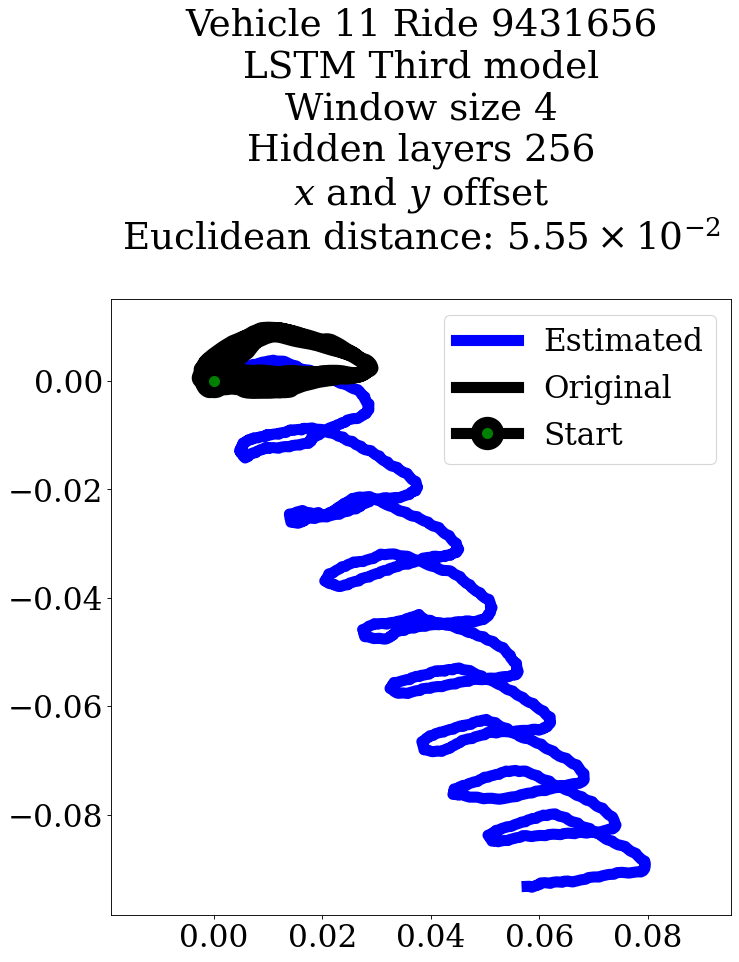 Vehicle 11 Ride 9431656
LSTM Third model
Window size 4
Hidden layers 256
x and y offset
Euclidean distance: 5.55 × 10⁻²
Estimated
Original
Start
0.00
−0.02
−0.04
−0.06
−0.08
0.00 0.02 0.04 0.06 0.08